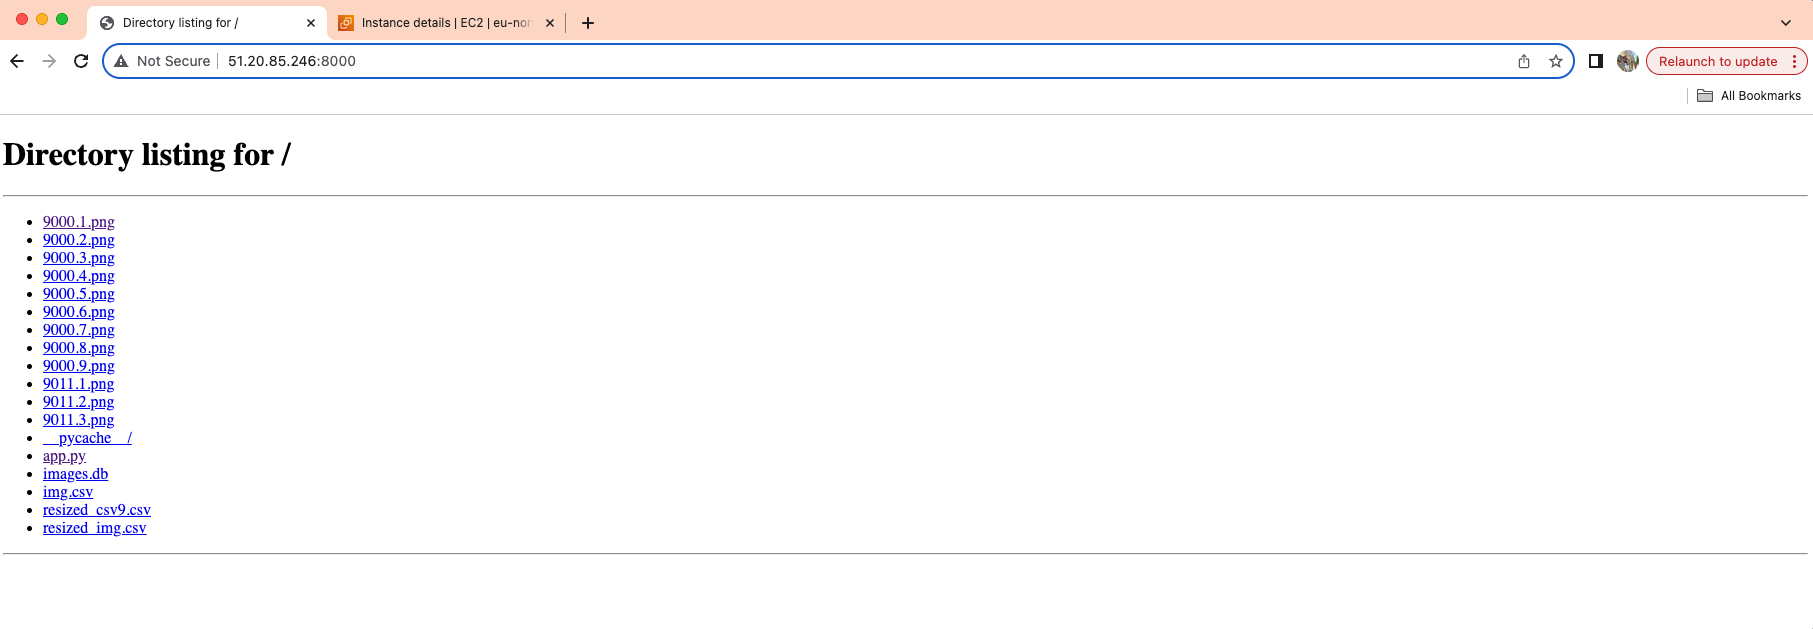 Directory listing for /
Instance details | EC2 | eu-nor
Not Secure
51.20.85.246:8000
Relaunch to update
All Bookmarks
Directory listing for /
9000.1.png
9000.2.png
9000.3.png
9000.4.png
9000.5.png
9000.6.png
9000.7.png
9000.8.png
9000.9.png
9011.1.png
9011.2.png
9011.3.png
__pycache__/
app.py
images.db
img.csv
resized_csv9.csv
resized_img.csv